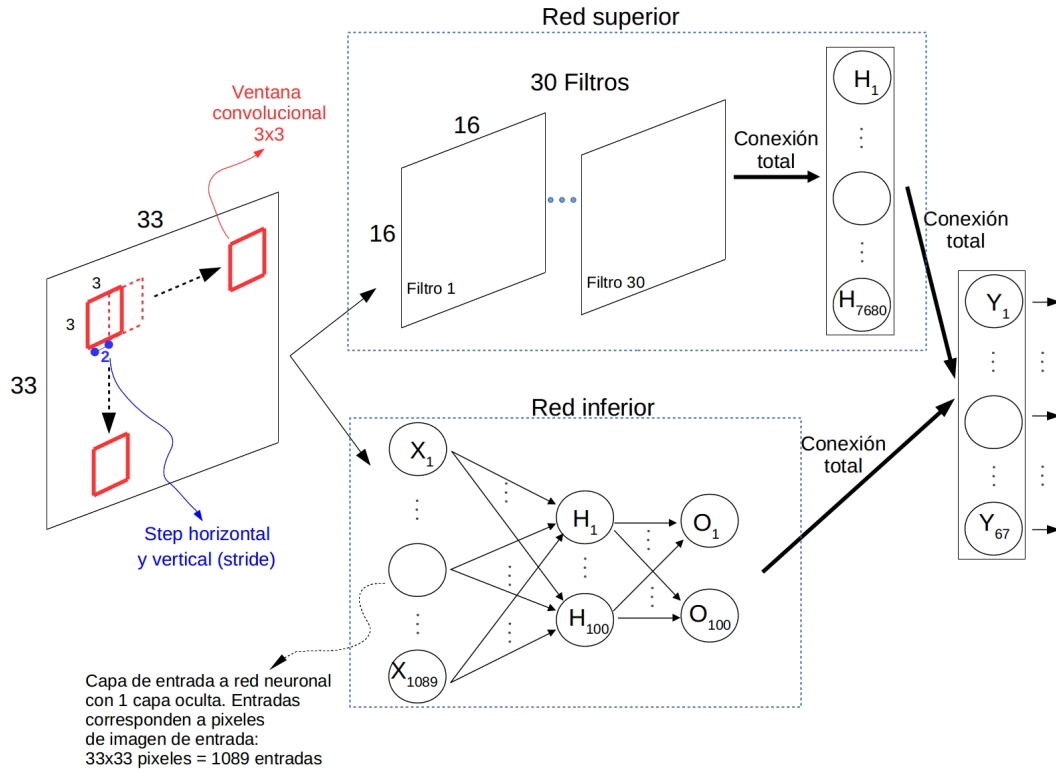 Red superior
Ventana
convolucional
3x3
30 Filtros
16
16
Filtro 1
Filtro 30
Conexión
total
H1
H7680
33
33
3
3
2
Step horizontal
y vertical (stride)
Conexión
total
Y1
Y67
Red inferior
X1
X1089
H1
H100
O1
O100
Conexión
total
Capa de entrada a red neuronal
con 1 capa oculta. Entradas
corresponden a pixeles
de imagen de entrada:
33x33 pixeles = 1089 entradas